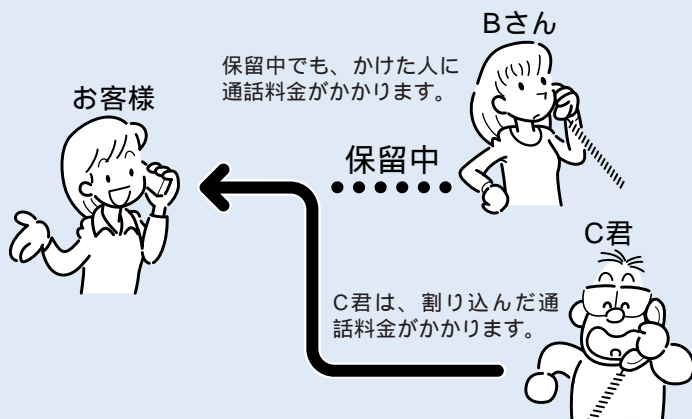 Bさん
保留中でも、かけた人に
通話料金がかかります。
お客様
保留中
C君
C君は、割り込んだ通
話料金がかかります。